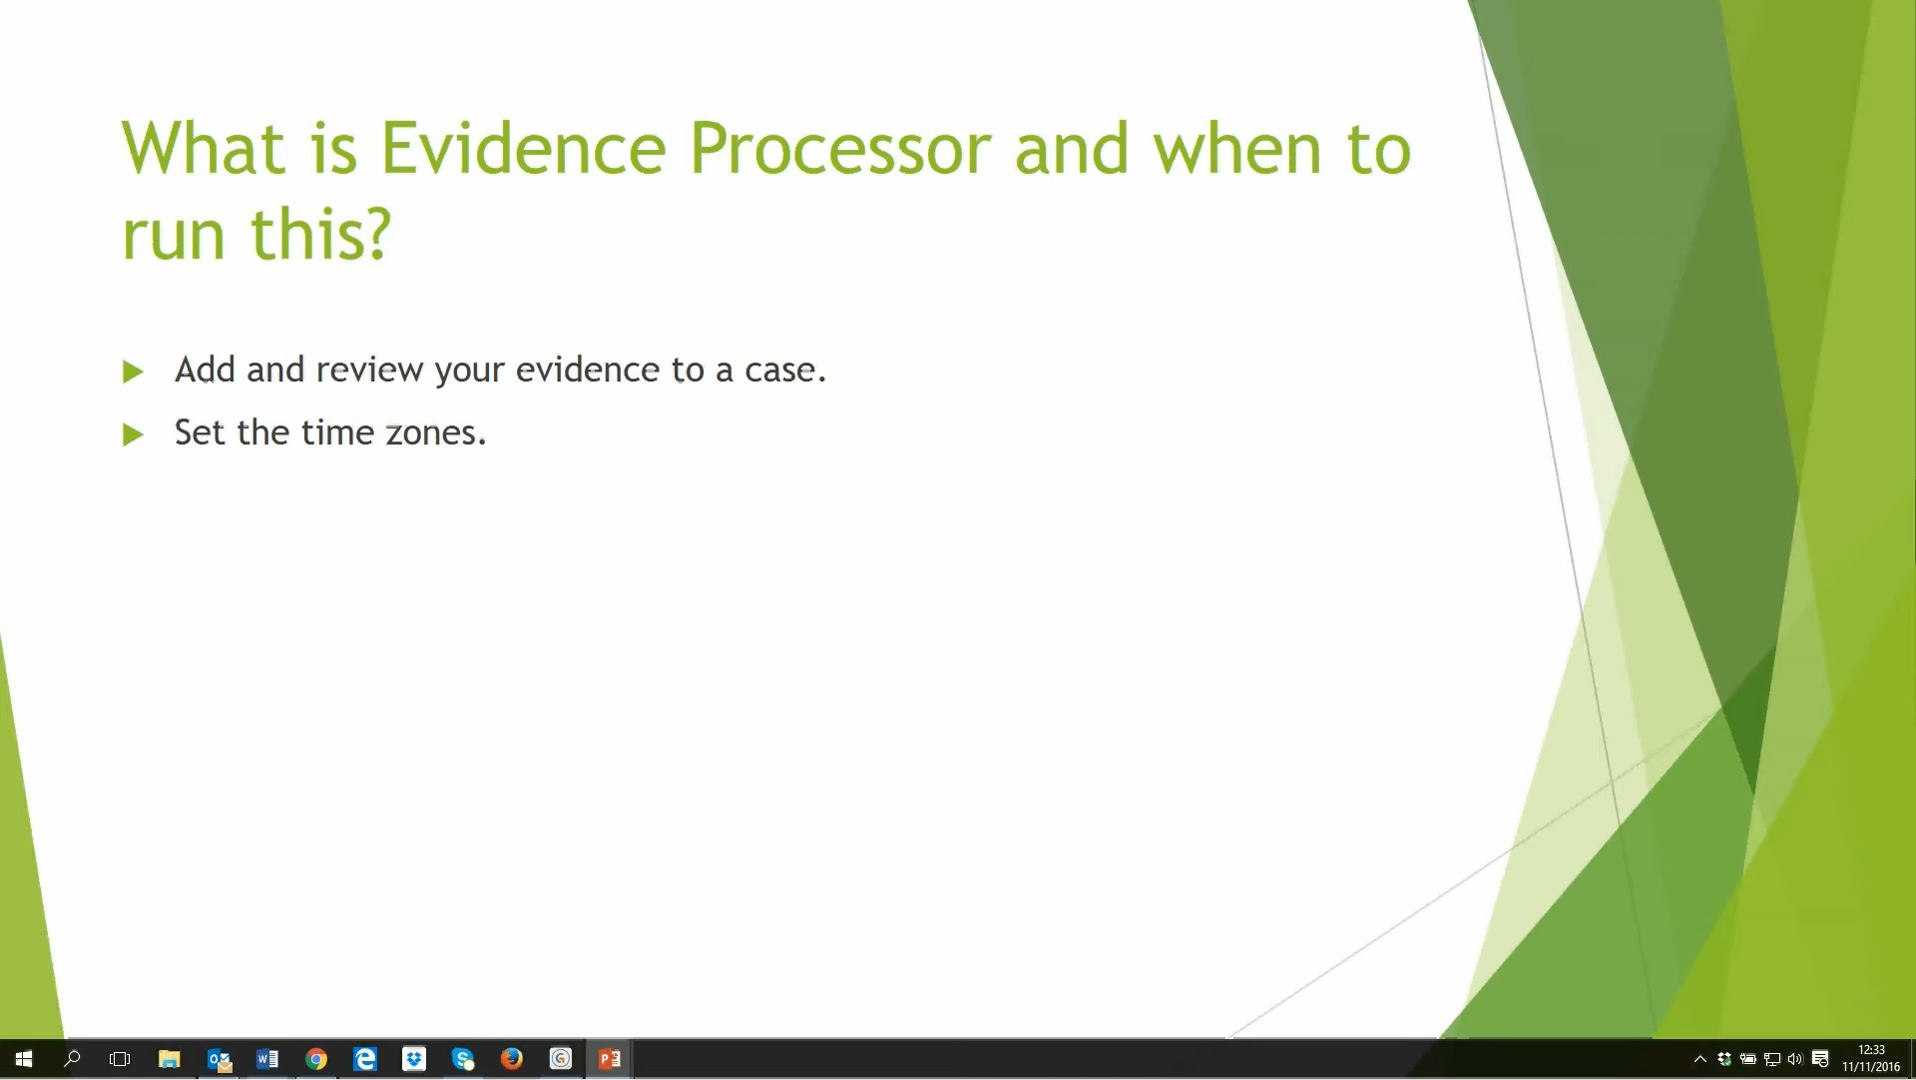 What is Evidence Processor and when to
run this?
Add and review your evidence to a case.
Set the time zones.
12:33
11/11/2016